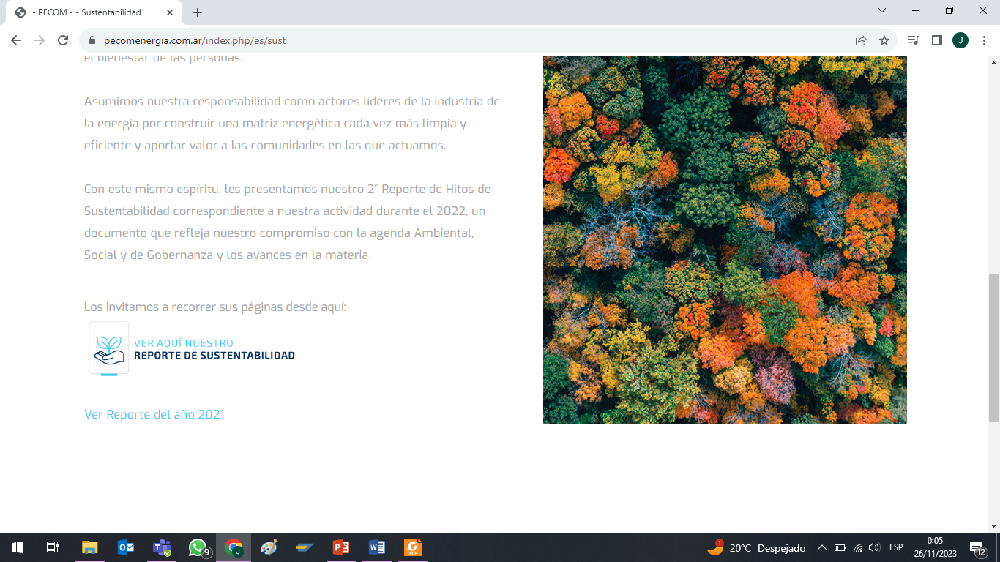 - PECOM - - Sustentabilidad
pecomenergia.com.ar/index.php/es/sust
J
el bienestar de las personas.
Asumimos nuestra responsabilidad como actores líderes de la industria de
la energía por construir una matriz energética cada vez más limpia y
eficiente y aportar valor a las comunidades en las que actuamos.
Con este mismo espíritu, les presentamos nuestro 2° Reporte de Hitos de
Sustentabilidad correspondiente a nuestra actividad durante el 2022, un
documento que refleja nuestro compromiso con la agenda Ambiental,
Social y de Gobernanza y los avances en la materia.
Los invitamos a recorrer sus páginas desde aquí:
VER AQUÍ NUESTRO
REPORTE DE SUSTENTABILIDAD
Ver Reporte del año 2021
9
J
1
20°C Despejado
ESP
0:05
26/11/2023
12